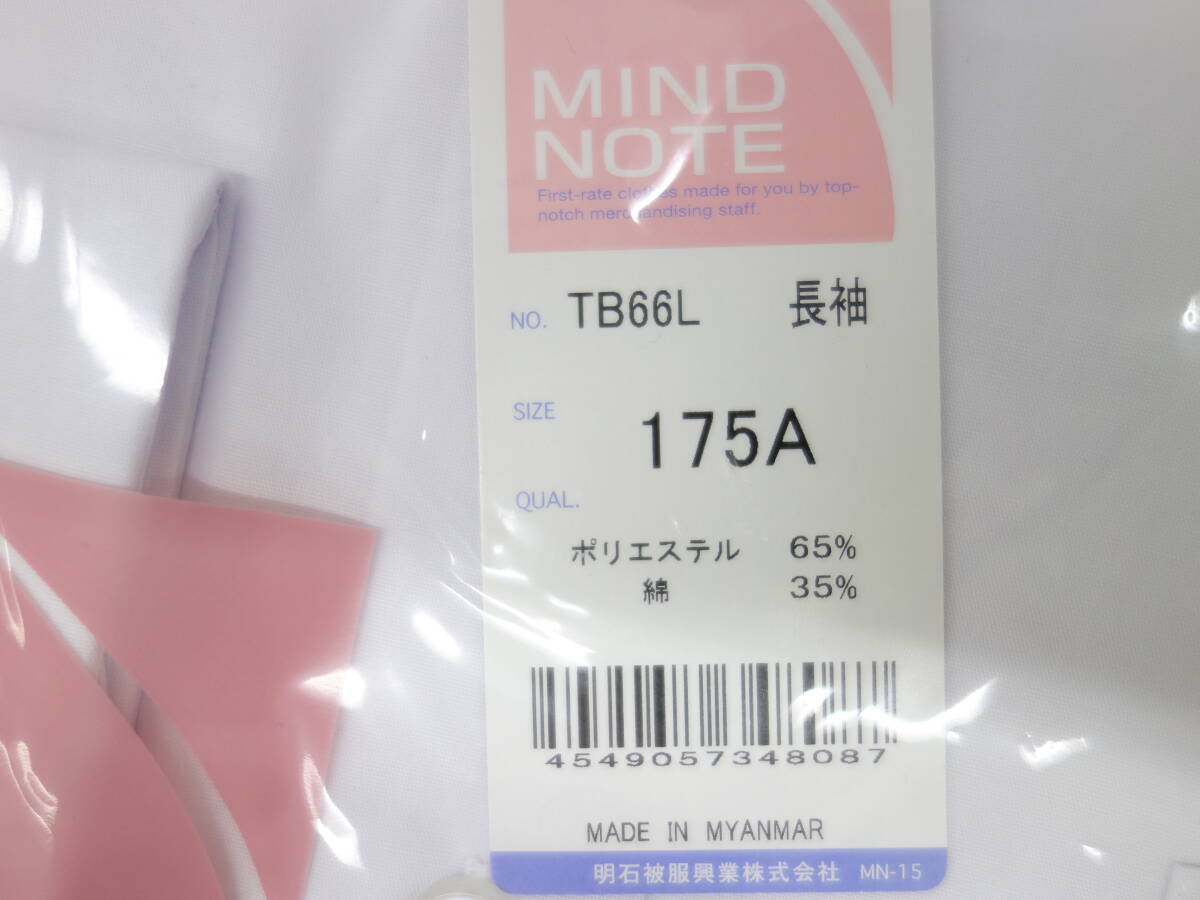 MIND
NOTE
First-rate clothes made for you by top-
notch merchandising staff.
NO. TB66L 長袖
SIZE 175A
QUAL.
ポリエステル 65%
綿 35%
4549057348087
MADE IN MYANMAR
明石被服興業株式会社 MN-15